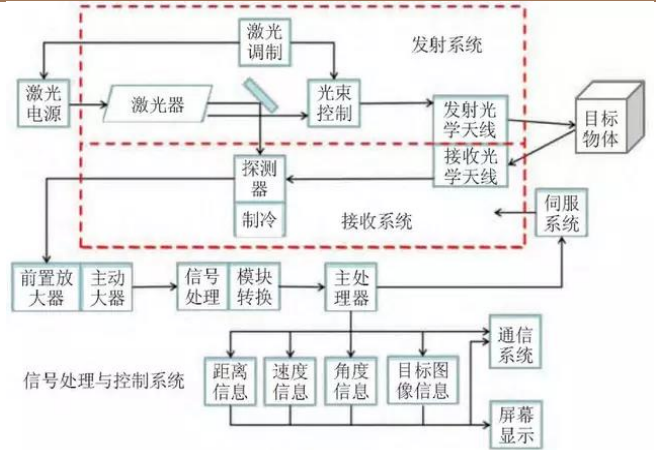 激光
调制
发射系统
激光
电源
激光器
光束
控制
发射光
学天线
目标
物体
接收光
学天线
探测
器
制冷
接收系统
伺服
系统
前置放
大器
主动
大器
信号
处理
模块
转换
主处
理器
通信
系统
信号处理与控制系统
距离
信息
速度
信息
角度
信息
目标图
像信息
屏幕
显示